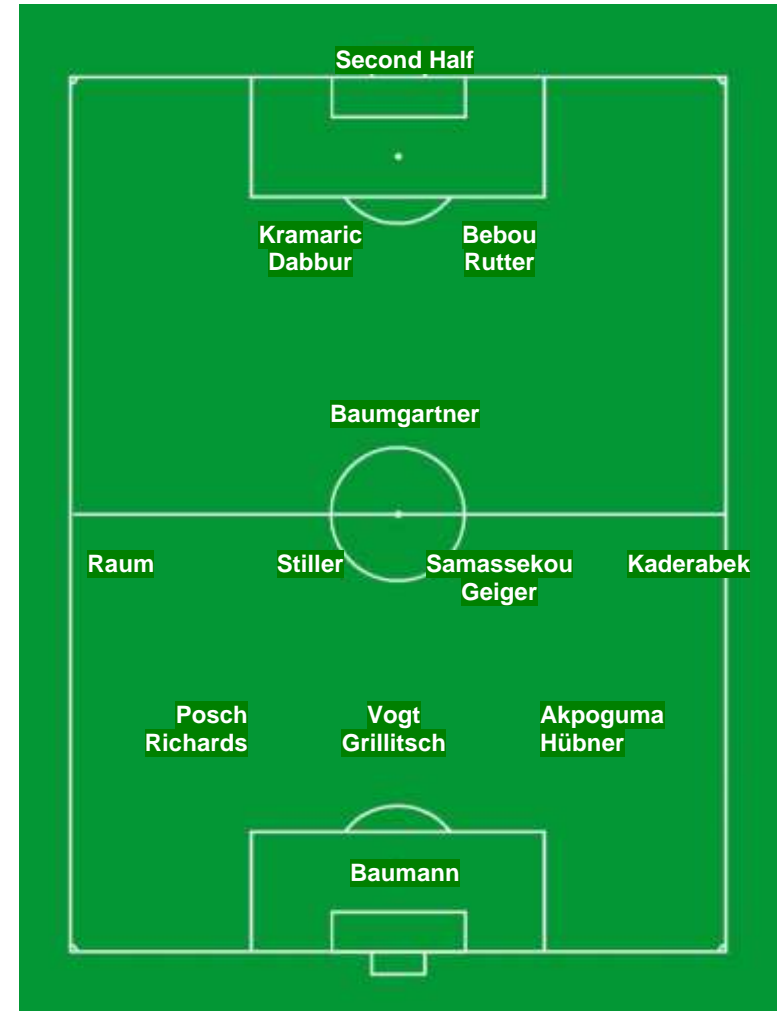 Second Half
Kramaric Bebou
Dabbur Rutter
Baumgartner
Raum Stiller Samassekou Kaderabek
Geiger
Posch Vogt Akpoguma
Richards Grillitsch Hübner
Baumann